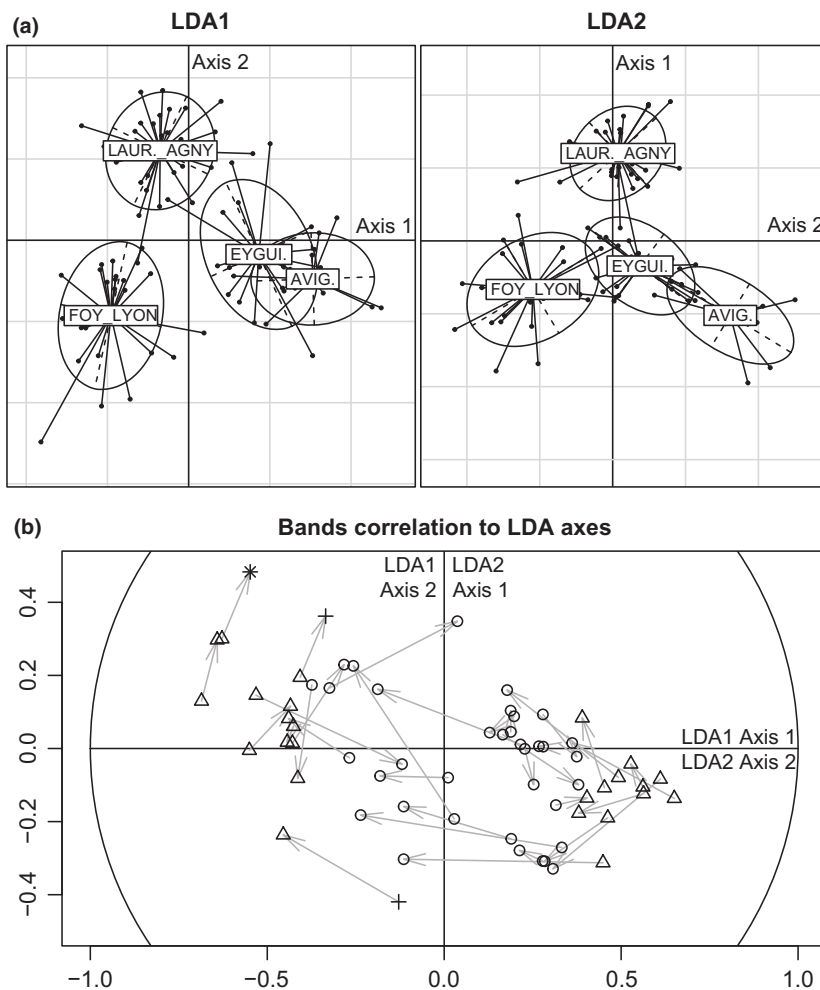 (a)
LDA1
LDA2
Axis 2
Axis 1
LAUR._AGNY
EYGUI.
AVIG.
FOY_LYON
Axis 1
Axis 2
LAUR._AGNY
EYGUI.
FOY_LYON
AVIG.
(b)
Bands correlation to LDA axes
LDA1
Axis 2
LDA2
Axis 1
LDA1 Axis 1
LDA2 Axis 2
0.4
0.2
0.0
−0.2
−0.4
−1.0 −0.5 0.0 0.5 1.0